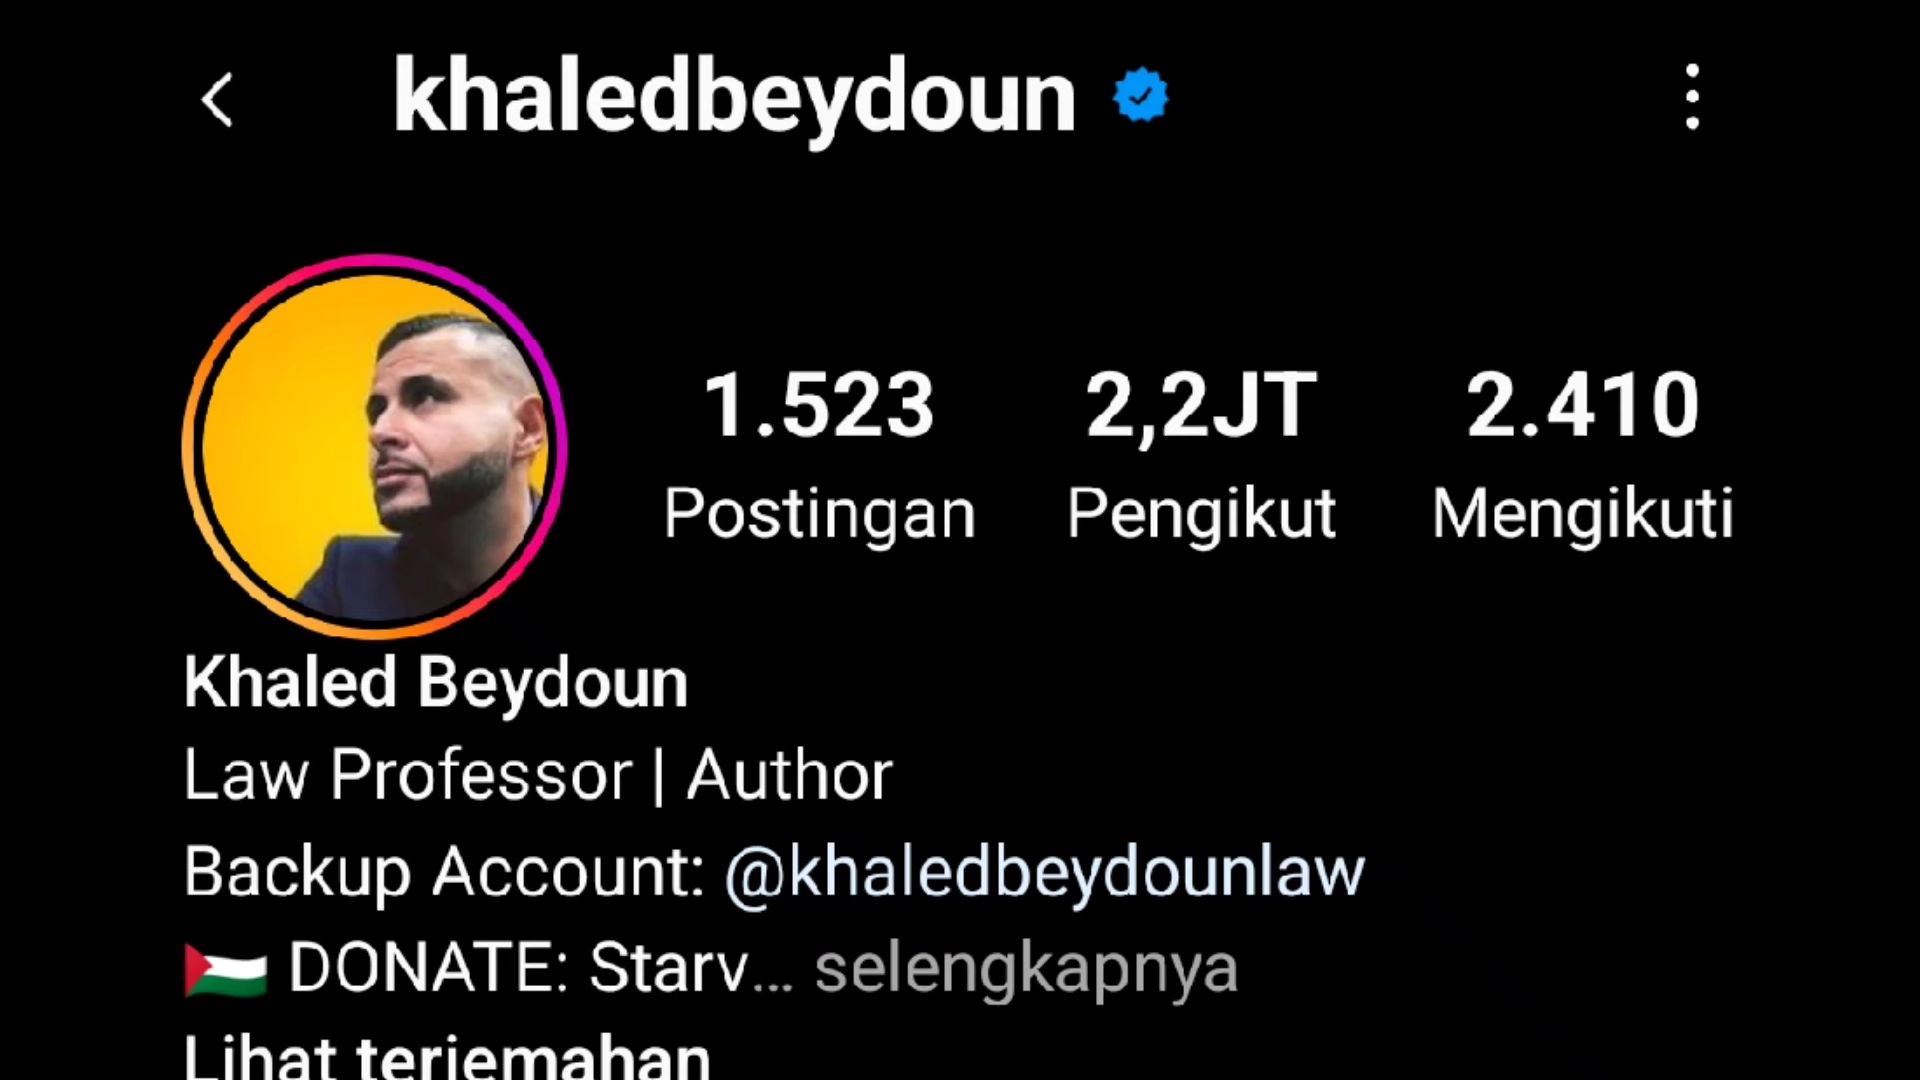 khaledbeydoun
1.523 2,2JT 2.410
Postingan Pengikut Mengikuti
Khaled Beydoun
Law Professor | Author
Backup Account: @khaledbeydounlaw
🇵🇸 DONATE: Starv... selengkapnya
Lihat terjemahan